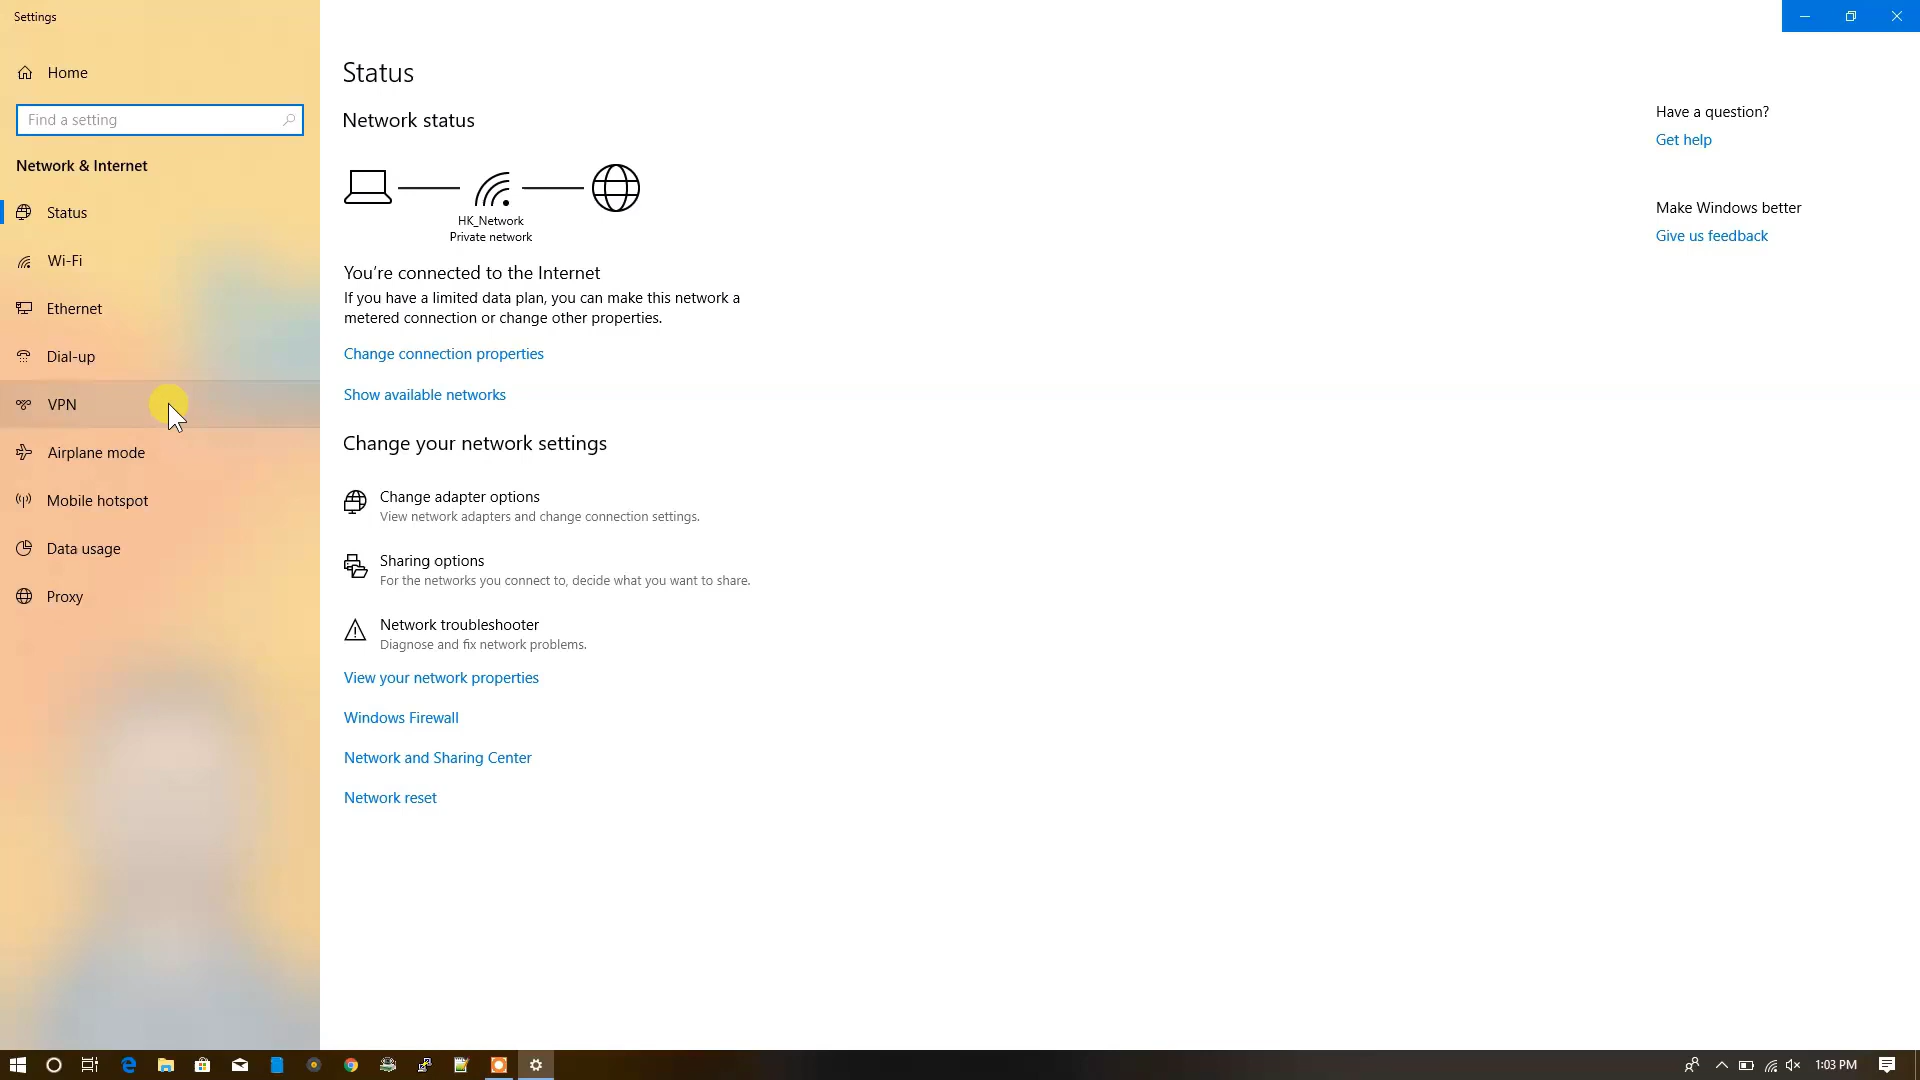 Settings
Home
Find a setting
Network & Internet
Status
Wi-Fi
Ethernet
Dial-up
VPN
Airplane mode
Mobile hotspot
Data usage
Proxy
Status
Network status
HK_Network
Private network
You're connected to the Internet
If you have a limited data plan, you can make this network a
metered connection or change other properties.
Change connection properties
Show available networks
Change your network settings
Change adapter options
View network adapters and change connection settings.
Sharing options
For the networks you connect to, decide what you want to share.
Network troubleshooter
Diagnose and fix network problems.
View your network properties
Windows Firewall
Network and Sharing Center
Network reset
Have a question?
Get help
Make Windows better
Give us feedback
1:03 PM